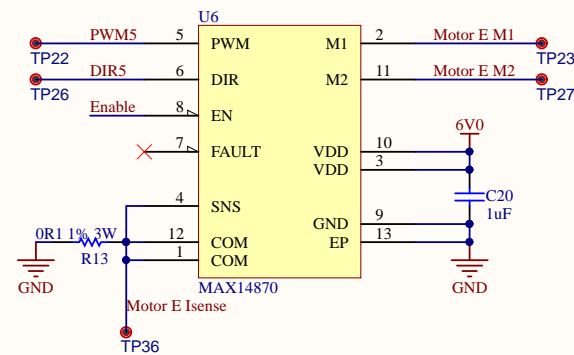 U6
PWM5
5
PWM
M1
2
Motor E M1
TP22
TP23
DIR5
6
DIR
M2
11
Motor E M2
TP26
TP27
Enable
8
EN
7
FAULT
VDD
10
6V0
VDD
3
4
SNS
C20
1uF
GND
9
0R1 1% 3W
12
COM
EP
13
R13
1
COM
GND
GND
MAX14870
Motor E Isense
TP36